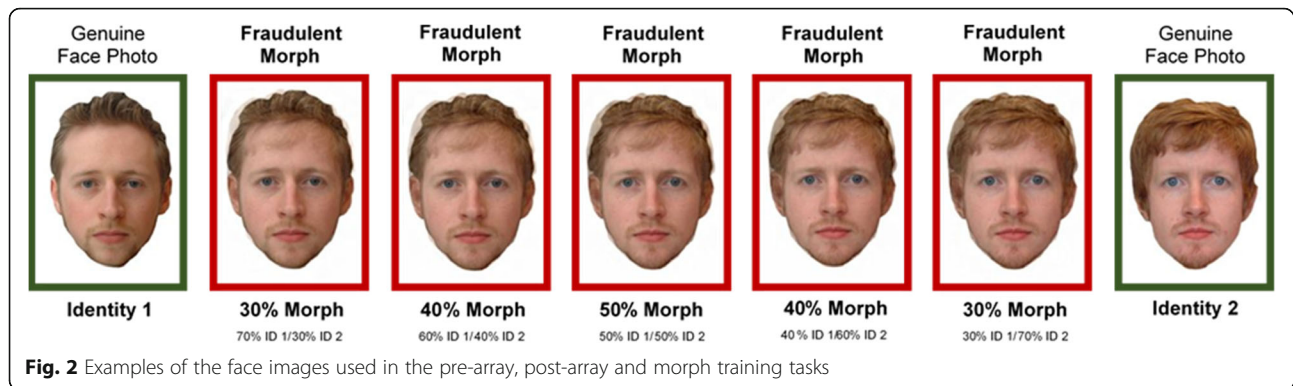 Genuine Face Photo
Fraudulent Morph
Fraudulent Morph
Fraudulent Morph
Fraudulent Morph
Fraudulent Morph
Genuine Face Photo
Identity 1
30% Morph
70% ID 1/30% ID 2
40% Morph
60% ID 1/40% ID 2
50% Morph
50% ID 1/50% ID 2
40% Morph
40% ID 1/60% ID 2
30% Morph
30% ID 1/70% ID 2
Identity 2
Fig. 2 Examples of the face images used in the pre-array, post-array and morph training tasks